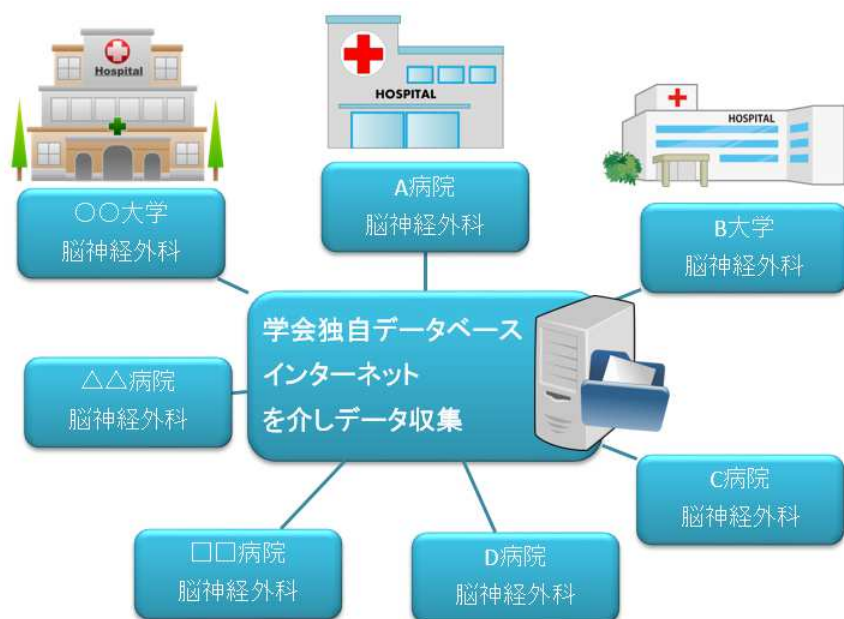 Hospital
HOSPITAL
HOSPITAL
○○大学
脳神経外科
A病院
脳神経外科
B大学
脳神経外科
学会独自データベース
インターネット
を介しデータ収集
△△病院
脳神経外科
C病院
脳神経外科
□□病院
脳神経外科
D病院
脳神経外科